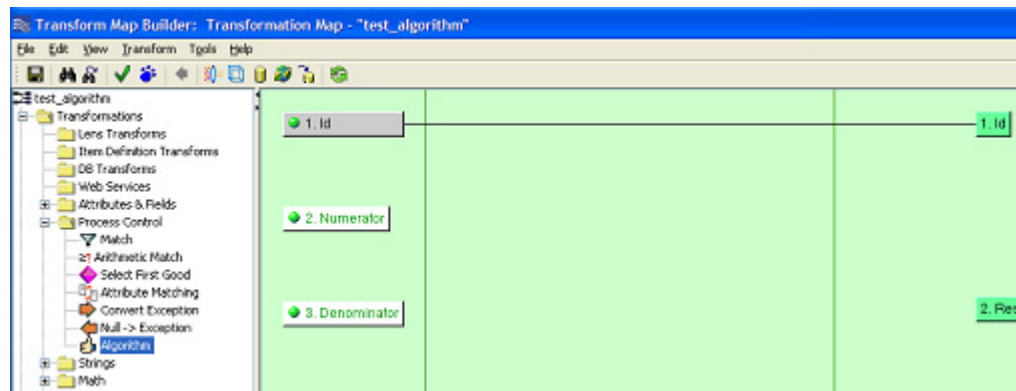 Transform Map Builder: Transformation Map - "test_algorithm"
File Edit View Transform Tools Help
test_algorithm
Transformations
Lens Transforms
Item Definition Transforms
DB Transforms
Web Services
Attributes & Fields
Process Control
Match
Arithmetic Match
Select First Good
Attribute Matching
Convert Exception
Null -> Exception
Algorithm
Strings
Math
1. Id
1. Id
2. Numerator
3. Denominator
2. Res